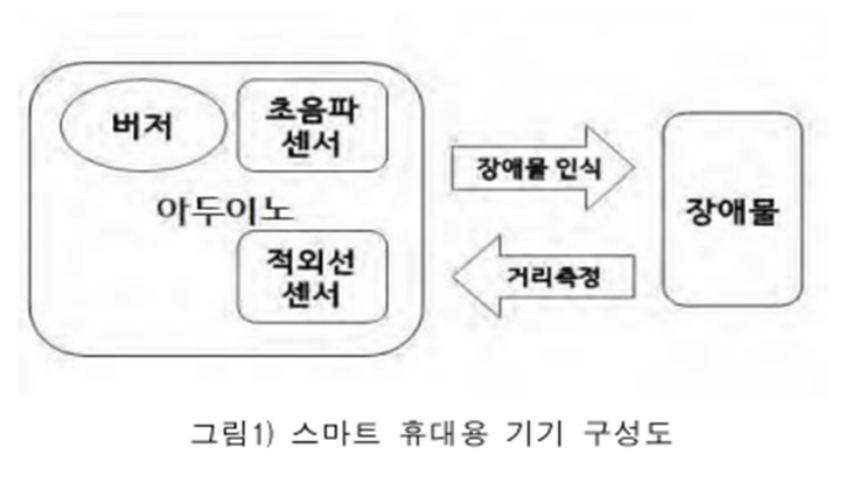 버저
초음파
센서
아두이노
적외선
센서
장애물 인식
거리측정
장애물
그림1) 스마트 휴대용 기기 구성도